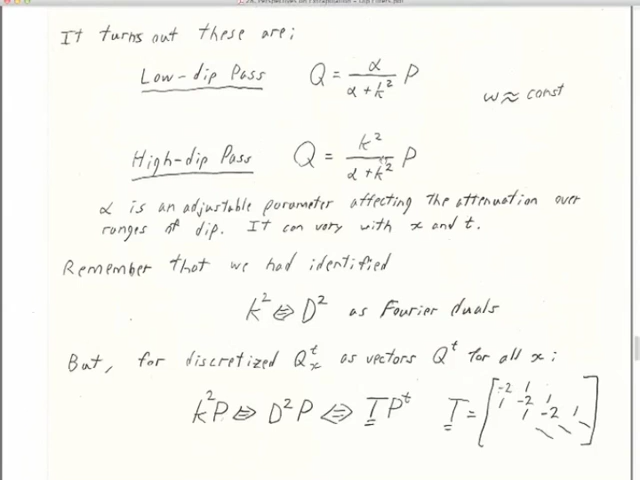 It turns out these are;
Low-dip Pass Q = α / (α + k²) P
w ≈ const
High-dip Pass Q = k² / (α + k²) P
α is an adjustable parameter affecting the attenuation over
ranges of dip. It can vary with x and t.
Remember that we had identified
k² ⇔ D² as Fourier duals
But, for discretized Qₓᵗ as vectors Qᵗ for all x:
k²P ⇔ D²P ⇔ T Pᵗ T = [
-2 1
1 -2 1
1 -2 1
]